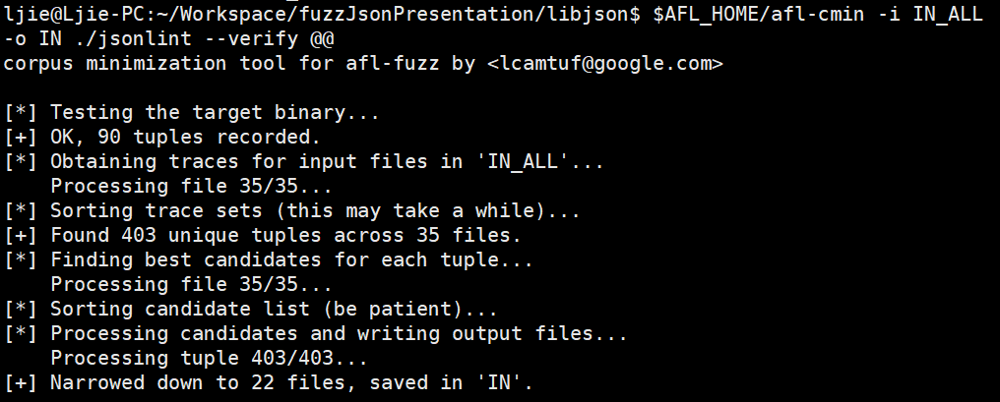 ljie@Ljie-PC:~/Workspace/fuzzJsonPresentation/libjson$ $AFL_HOME/afl-cmin -i IN_ALL
-o IN ./jsonlint --verify @@
corpus minimization tool for afl-fuzz by <lcamtuf@google.com>

[*] Testing the target binary...
[+] OK, 90 tuples recorded.
[*] Obtaining traces for input files in 'IN_ALL'...
    Processing file 35/35...
[*] Sorting trace sets (this may take a while)...
[+] Found 403 unique tuples across 35 files.
[*] Finding best candidates for each tuple...
    Processing file 35/35...
[*] Sorting candidate list (be patient)...
[*] Processing candidates and writing output files...
    Processing tuple 403/403...
[+] Narrowed down to 22 files, saved in 'IN'.